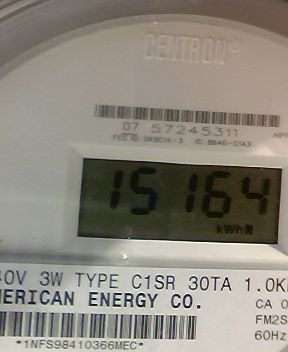 CENTRON®
07 57245311
15164
kWh
40V 3W TYPE C1SR 30TA 1.0K
MERICAN ENERGY CO.
CA 0
FM2S
60Hz
*1NFS98410366MEC*